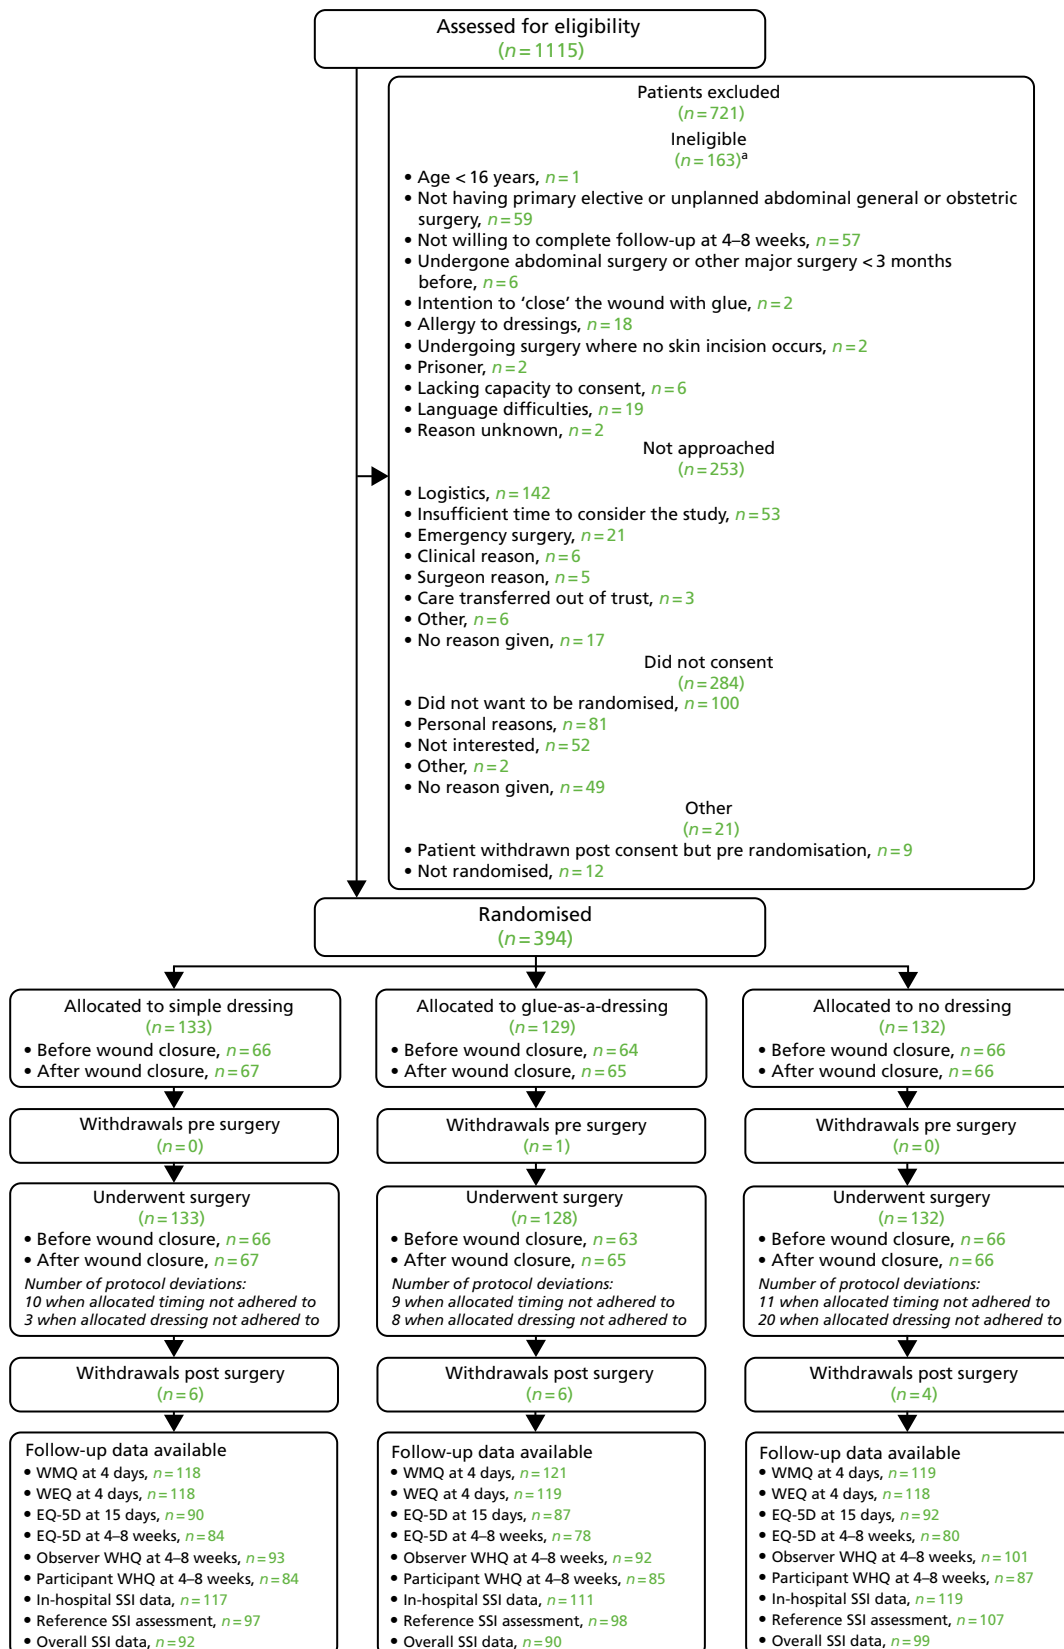 Assessed for eligibility
(n=1115)
Patients excluded
(n=721)
Ineligible
(n=163)a
• Age < 16 years, n=1
• Not having primary elective or unplanned abdominal general or obstetric
surgery, n=59
• Not willing to complete follow-up at 4–8 weeks, n=57
• Undergone abdominal surgery or other major surgery < 3 months
before, n=6
• Intention to ‘close’ the wound with glue, n=2
• Allergy to dressings, n=18
• Undergoing surgery where no skin incision occurs, n=2
• Prisoner, n=2
• Lacking capacity to consent, n=6
• Language difficulties, n=19
• Reason unknown, n=2
Not approached
(n=253)
• Logistics, n=142
• Insufficient time to consider the study, n=53
• Emergency surgery, n=21
• Clinical reason, n=6
• Surgeon reason, n=5
• Care transferred out of trust, n=3
• Other, n=6
• No reason given, n=17
Did not consent
(n=284)
• Did not want to be randomised, n=100
• Personal reasons, n=81
• Not interested, n=52
• Other, n=2
• No reason given, n=49
Other
(n=21)
• Patient withdrawn post consent but pre randomisation, n=9
• Not randomised, n=12
Randomised
(n=394)
Allocated to simple dressing
(n=133)
• Before wound closure, n=66
• After wound closure, n=67
Allocated to glue-as-a-dressing
(n=129)
• Before wound closure, n=64
• After wound closure, n=65
Allocated to no dressing
(n=132)
• Before wound closure, n=66
• After wound closure, n=66
Withdrawals pre surgery
(n=0)
Withdrawals pre surgery
(n=1)
Withdrawals pre surgery
(n=0)
Underwent surgery
(n=133)
• Before wound closure, n=66
• After wound closure, n=67
Number of protocol deviations:
10 when allocated timing not adhered to
3 when allocated dressing not adhered to
Underwent surgery
(n=128)
• Before wound closure, n=63
• After wound closure, n=65
Number of protocol deviations:
9 when allocated timing not adhered to
8 when allocated dressing not adhered to
Underwent surgery
(n=132)
• Before wound closure, n=66
• After wound closure, n=66
Number of protocol deviations:
11 when allocated timing not adhered to
20 when allocated dressing not adhered to
Withdrawals post surgery
(n=6)
Withdrawals post surgery
(n=6)
Withdrawals post surgery
(n=4)
Follow-up data available
• WMQ at 4 days, n=118
• WEQ at 4 days, n=118
• EQ-5D at 15 days, n=90
• EQ-5D at 4–8 weeks, n=84
• Observer WHQ at 4–8 weeks, n=93
• Participant WHQ at 4–8 weeks, n=84
• In-hospital SSI data, n=117
• Reference SSI assessment, n=97
• Overall SSI data, n=92
Follow-up data available
• WMQ at 4 days, n=121
• WEQ at 4 days, n=119
• EQ-5D at 15 days, n=87
• EQ-5D at 4–8 weeks, n=78
• Observer WHQ at 4–8 weeks, n=92
• Participant WHQ at 4–8 weeks, n=85
• In-hospital SSI data, n=111
• Reference SSI assessment, n=98
• Overall SSI data, n=90
Follow-up data available
• WMQ at 4 days, n=119
• WEQ at 4 days, n=118
• EQ-5D at 15 days, n=92
• EQ-5D at 4–8 weeks, n=80
• Observer WHQ at 4–8 weeks, n=101
• Participant WHQ at 4–8 weeks, n=87
• In-hospital SSI data, n=119
• Reference SSI assessment, n=107
• Overall SSI data, n=99